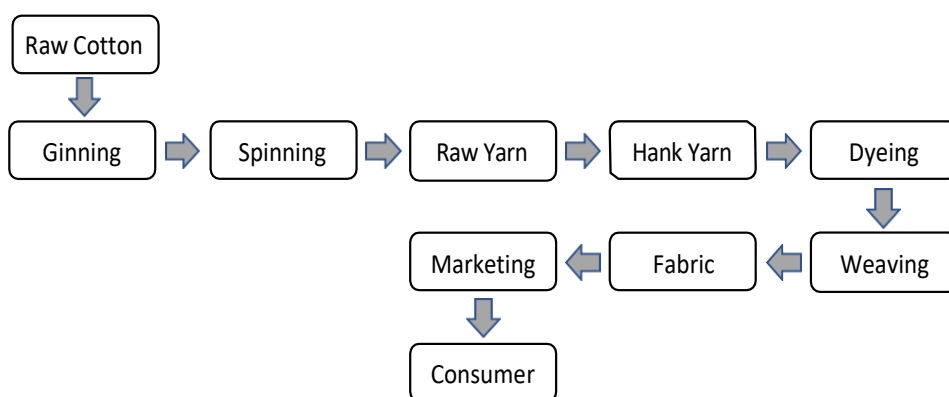 Raw Cotton
Ginning
Spinning
Raw Yarn
Hank Yarn
Dyeing
Weaving
Fabric
Marketing
Consumer